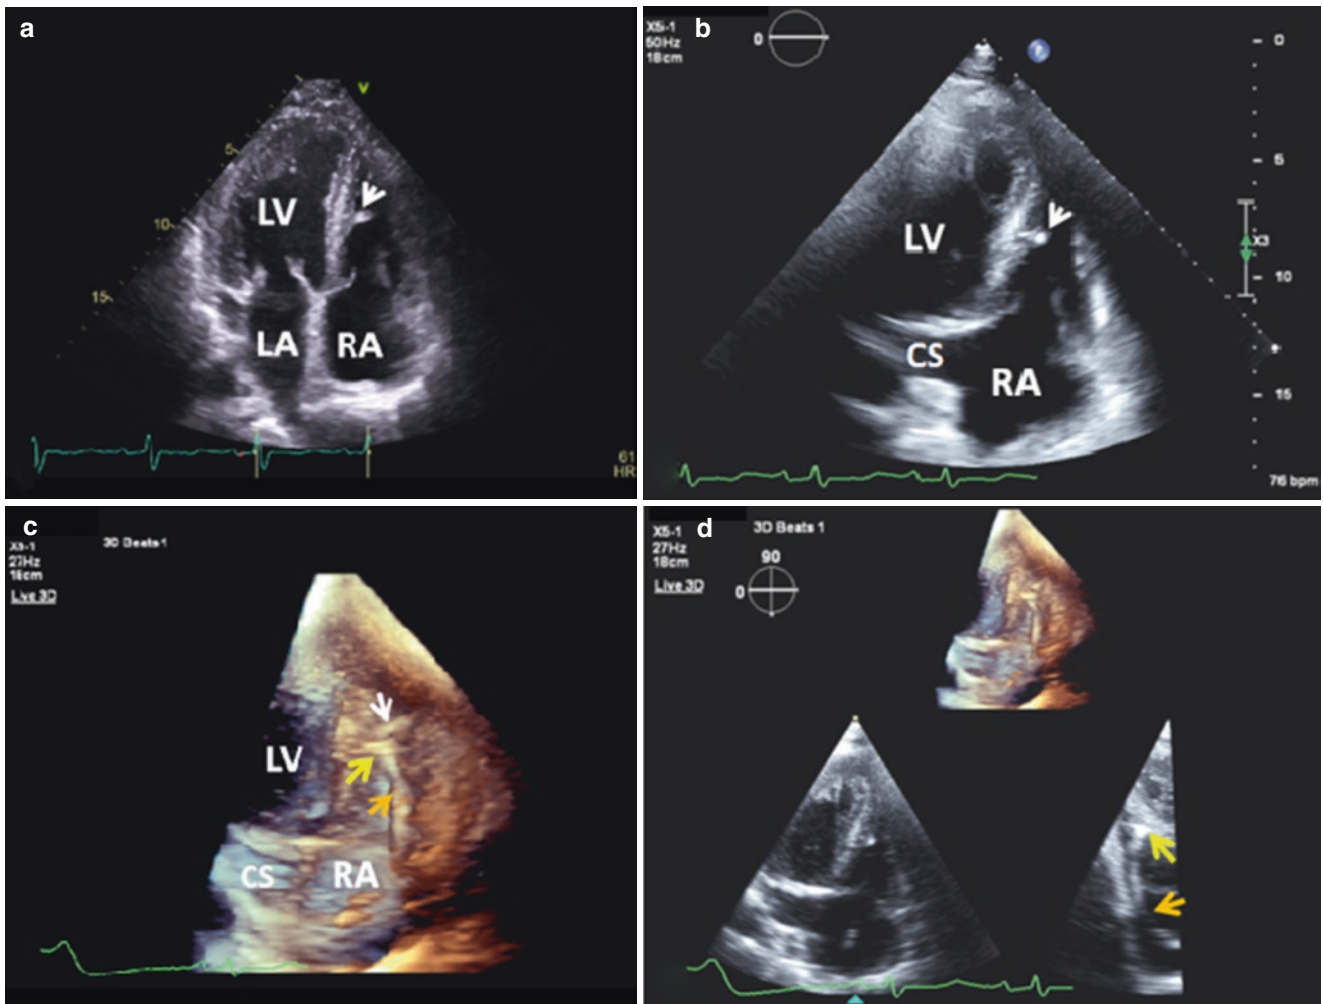 a
V
5
10
15
LV
LA
RA
61
HR
b
X5-1
50Hz
18cm
0
P
0
5
X3
10
15
LV
CS
RA
76 bpm
c
X5-1
27Hz
18cm
Live 3D
3D Beats 1
LV
CS
RA
d
X5-1
27Hz
18cm
Live 3D
3D Beats 1
90
0